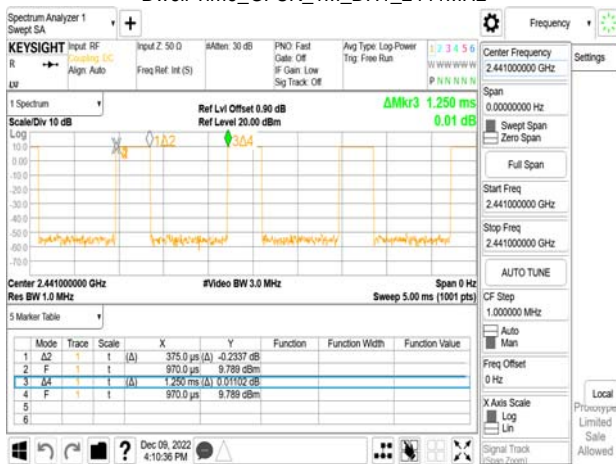 Spectrum Analyzer 1
Swept SA
Frequency
KEYSIGHT
R
Input: RF
Coupling: DC
Align: Auto
Input Z: 50 Ω
Freq Ref: Int (S)
#Atten: 30 dB
PNO: Fast
Gate: Off
IF Gain: Low
Sig Track: Off
Avg Type: Log-Power
Trig: Free Run
1 2 3 4 5 6
W W W W W W
P N N N N N
1 Spectrum
Scale/Div 10 dB
Ref Lvl Offset 0.90 dB
Ref Level 20.00 dBm
ΔMkr3 1.250 ms
0.01 dB
Log
10.0
0.00
-10.0
-20.0
-30.0
-40.0
-50.0
-60.0
-70.0
1Δ2
3Δ4
Center 2.441000000 GHz
Res BW 1.0 MHz
#Video BW 3.0 MHz
Span 0 Hz
Sweep 5.00 ms (1001 pts)
5 Marker Table
Mode Trace Scale X Y Function Function Width Function Value
1 Δ2 1 t (Δ) 375.0 µs (Δ) -0.2337 dB
2 F 1 t 970.0 µs 9.789 dBm
3 Δ4 1 t (Δ) 1.250 ms (Δ) 0.01102 dB
4 F 1 t 970.0 µs 9.789 dBm
5
6
Dec 09, 2022
4:10:36 PM
Center Frequency
2.441000000 GHz
Settings
Span
0.00000000 Hz
Swept Span
Zero Span
Full Span
Start Freq
2.441000000 GHz
Stop Freq
2.441000000 GHz
AUTO TUNE
CF Step
1.000000 MHz
Auto
Man
Freq Offset
0 Hz
X Axis Scale
Log
Lin
Signal Track
(Span Zoom)
Local
Prototype
Limited
Sale
Allowed